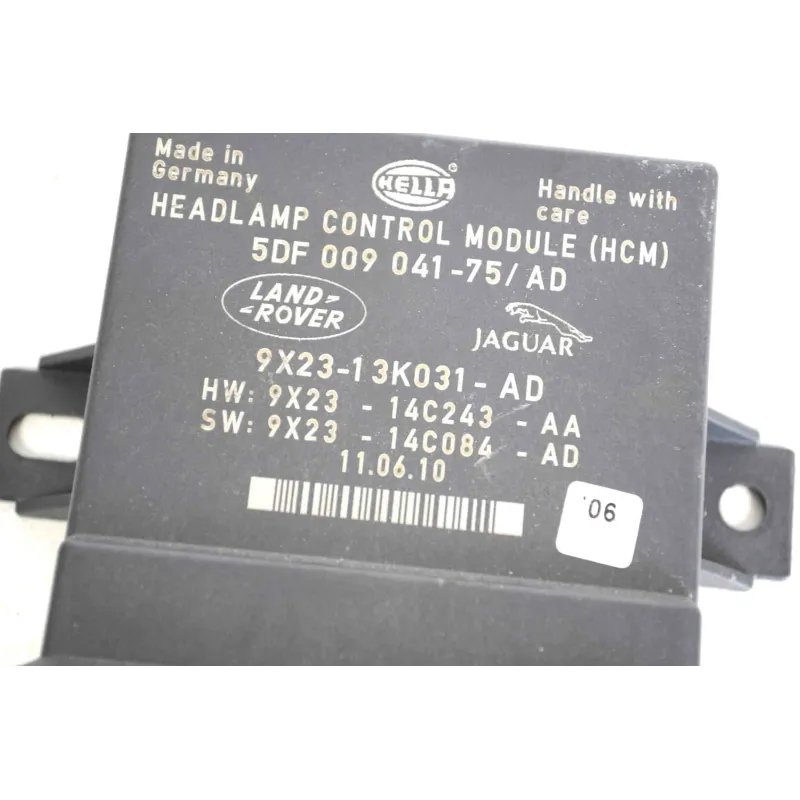 Made in
Germany
HELLA
®
Handle with
care
HEADLAMP CONTROL MODULE (HCM)
5DF 009 041-75/AD
LAND
ROVER
JAGUAR
9X23-13K031-AD
HW: 9X23 - 14C243 - AA
SW: 9X23 - 14C084 - AD
11.06.10
06